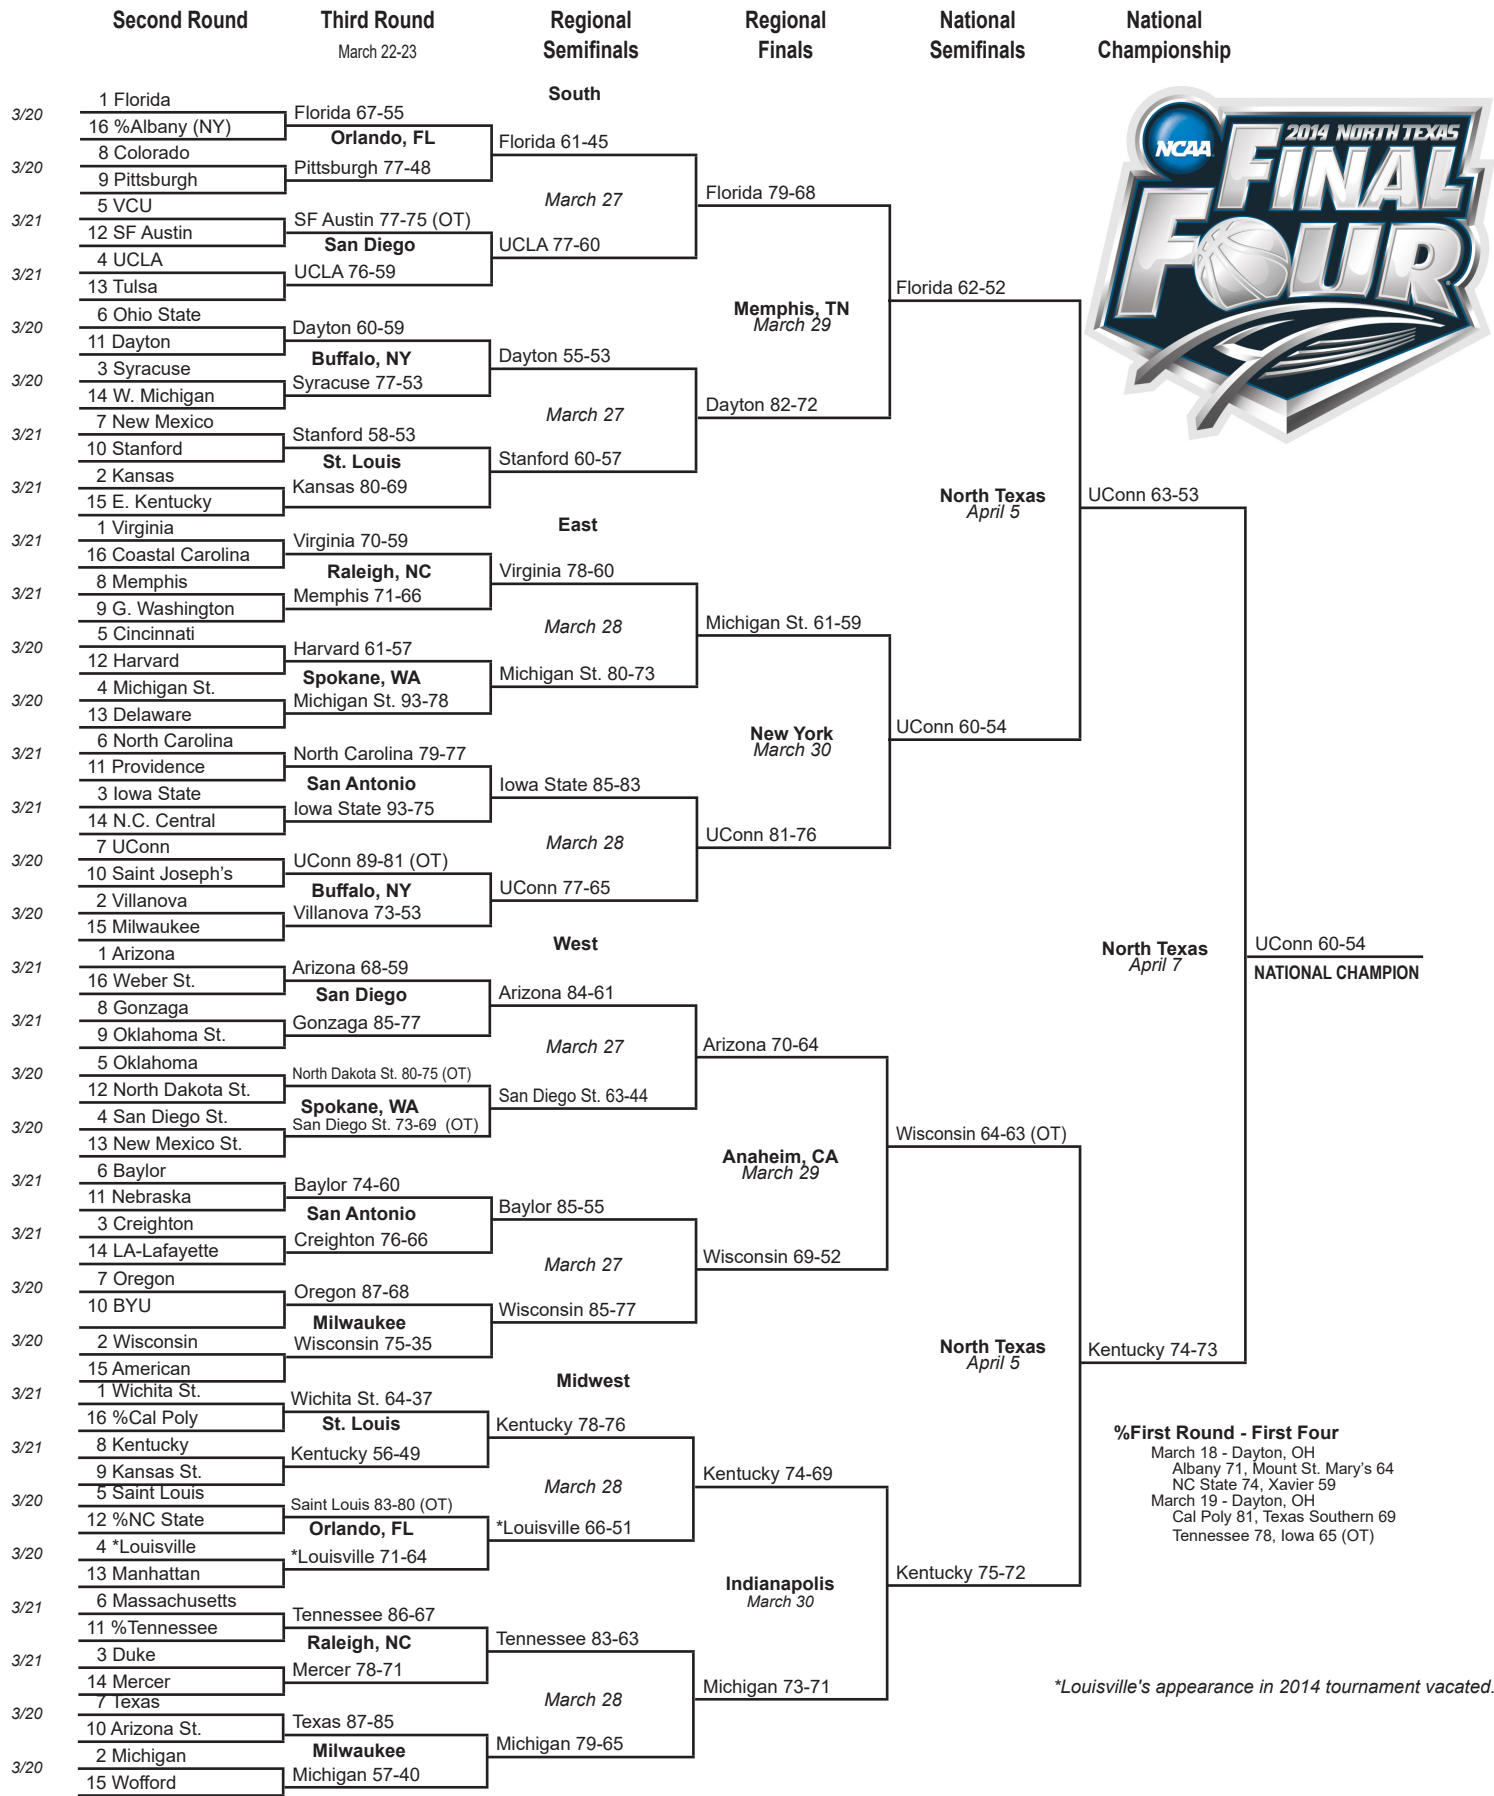 Second Round
Third Round
March 22-23
Regional
Semifinals
Regional
Finals
National
Semifinals
National
Championship
NCAA
2014 NORTH TEXAS
FINAL
FOUR
South
3/20
1 Florida
16 %Albany (NY)
3/20
8 Colorado
9 Pittsburgh
3/21
5 VCU
12 SF Austin
3/21
4 UCLA
13 Tulsa
3/20
6 Ohio State
11 Dayton
3/20
3 Syracuse
14 W. Michigan
3/21
7 New Mexico
10 Stanford
3/21
2 Kansas
15 E. Kentucky
Florida 67-55
Orlando, FL
Pittsburgh 77-48
SF Austin 77-75 (OT)
San Diego
UCLA 76-59
Dayton 60-59
Buffalo, NY
Syracuse 77-53
Stanford 58-53
St. Louis
Kansas 80-69
Florida 61-45
March 27
UCLA 77-60
Dayton 55-53
March 27
Stanford 60-57
Florida 79-68
Memphis, TN
March 29
Dayton 82-72
Florida 62-52
East
3/21
1 Virginia
16 Coastal Carolina
3/21
8 Memphis
9 G. Washington
3/20
5 Cincinnati
12 Harvard
3/20
4 Michigan St.
13 Delaware
3/21
6 North Carolina
11 Providence
3/21
3 Iowa State
14 N.C. Central
3/20
7 UConn
10 Saint Joseph's
3/20
2 Villanova
15 Milwaukee
Virginia 70-59
Raleigh, NC
Memphis 71-66
Harvard 61-57
Spokane, WA
Michigan St. 93-78
North Carolina 79-77
San Antonio
Iowa State 93-75
UConn 89-81 (OT)
Buffalo, NY
Villanova 73-53
Virginia 78-60
March 28
Michigan St. 80-73
Iowa State 85-83
March 28
UConn 77-65
Michigan St. 61-59
New York
March 30
UConn 81-76
UConn 60-54
North Texas
April 5
UConn 63-53
West
3/21
1 Arizona
16 Weber St.
3/21
8 Gonzaga
9 Oklahoma St.
3/20
5 Oklahoma
12 North Dakota St.
3/20
4 San Diego St.
13 New Mexico St.
3/21
6 Baylor
11 Nebraska
3/21
3 Creighton
14 LA-Lafayette
3/20
7 Oregon
10 BYU
3/20
2 Wisconsin
15 American
Arizona 68-59
San Diego
Gonzaga 85-77
North Dakota St. 80-75 (OT)
Spokane, WA
San Diego St. 73-69 (OT)
Baylor 74-60
San Antonio
Creighton 76-66
Oregon 87-68
Milwaukee
Wisconsin 75-35
Arizona 84-61
March 27
San Diego St. 63-44
Baylor 85-55
March 27
Wisconsin 85-77
Arizona 70-64
Anaheim, CA
March 29
Wisconsin 69-52
Wisconsin 64-63 (OT)
Midwest
3/21
1 Wichita St.
16 %Cal Poly
3/21
8 Kentucky
9 Kansas St.
3/20
5 Saint Louis
12 %NC State
3/20
4 *Louisville
13 Manhattan
3/21
6 Massachusetts
11 %Tennessee
3/21
3 Duke
14 Mercer
3/20
7 Texas
10 Arizona St.
3/20
2 Michigan
15 Wofford
Wichita St. 64-37
St. Louis
Kentucky 56-49
Saint Louis 83-80 (OT)
Orlando, FL
*Louisville 71-64
Tennessee 86-67
Raleigh, NC
Mercer 78-71
Texas 87-85
Milwaukee
Michigan 57-40
Kentucky 78-76
March 28
*Louisville 66-51
Tennessee 83-63
March 28
Michigan 79-65
Kentucky 74-69
Indianapolis
March 30
Michigan 73-71
Kentucky 75-72
North Texas
April 5
Kentucky 74-73
North Texas
April 7
UConn 60-54
NATIONAL CHAMPION
%First Round - First Four
March 18 - Dayton, OH
Albany 71, Mount St. Mary's 64
NC State 74, Xavier 59
March 19 - Dayton, OH
Cal Poly 81, Texas Southern 69
Tennessee 78, Iowa 65 (OT)
*Louisville's appearance in 2014 tournament vacated.